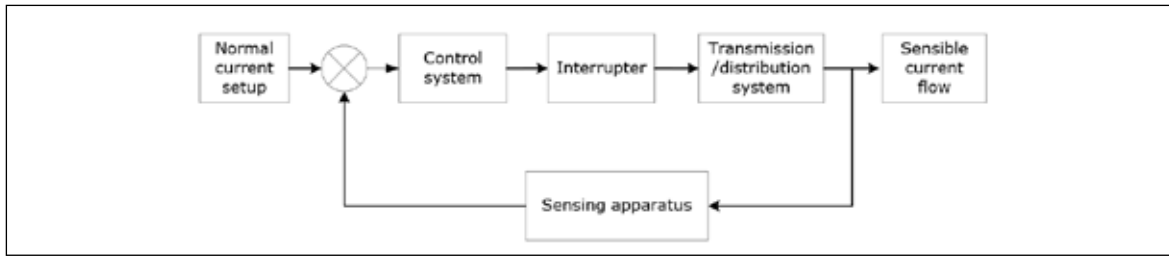 Normal
current
setup
Control
system
Interrupter
Transmission
/distribution
system
Sensible
current
flow
Sensing apparatus